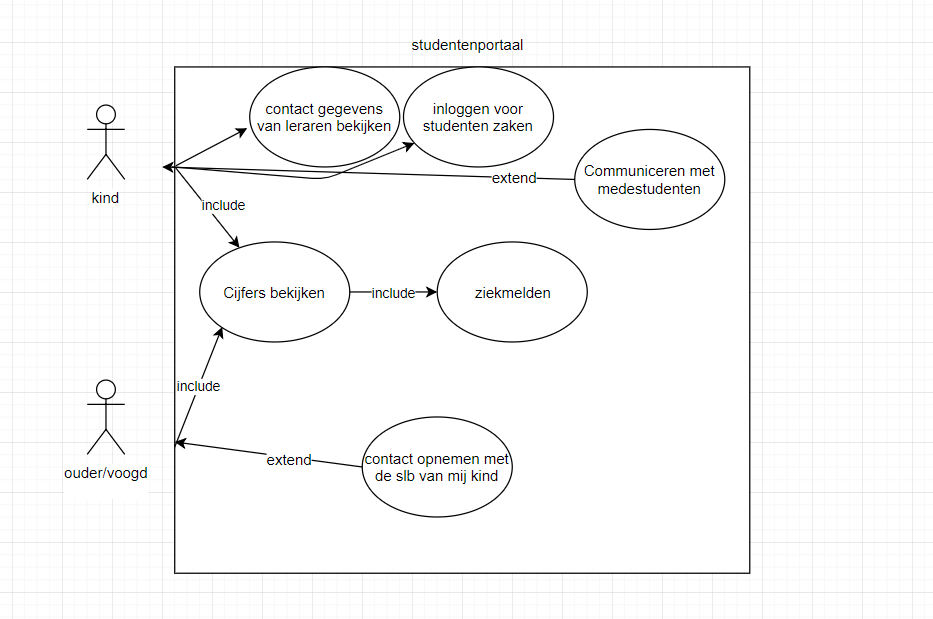 studentenportaal
contact gegevens
van leraren bekijken
inloggen voor
studenten zaken
Communiceren met
medestudenten
extend
kind
include
Cijfers bekijken
include
ziekmelden
include
ouder/voogd
extend
contact opnemen met
de slb van mij kind